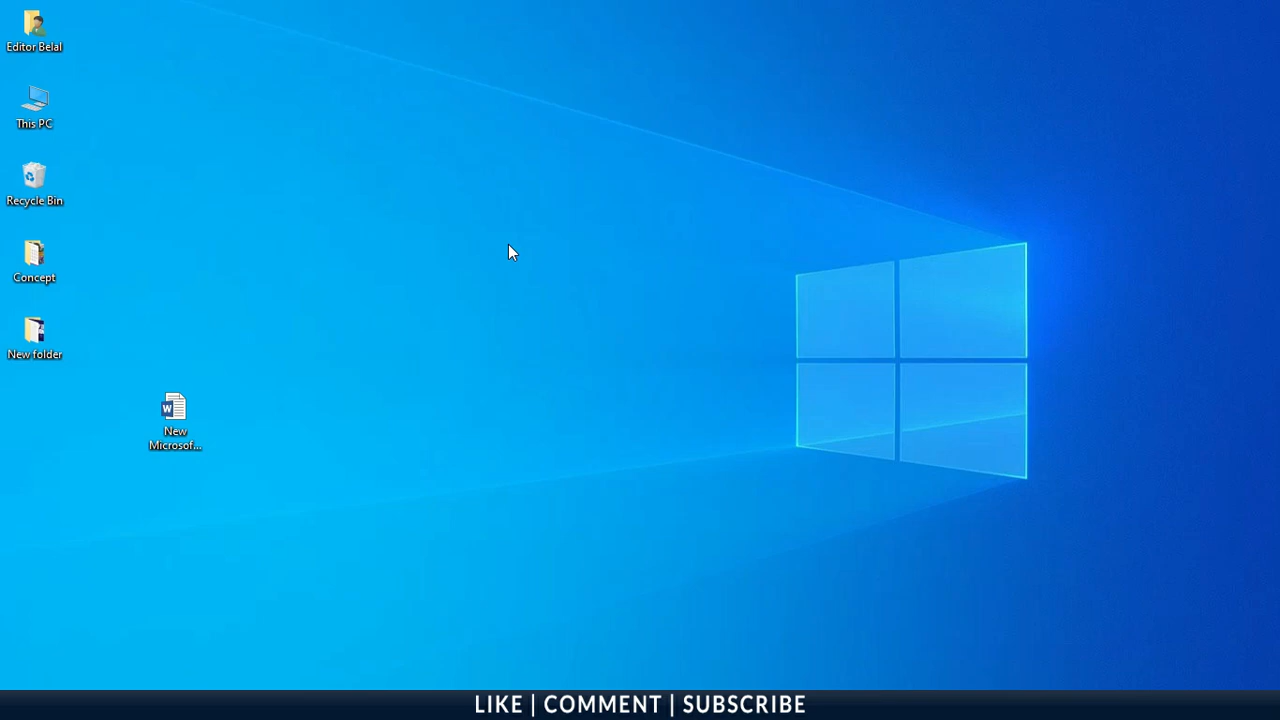 Editor Belal
This PC
Recycle Bin
Concept
New folder
W
New
Microsof...
LIKE | COMMENT | SUBSCRIBE